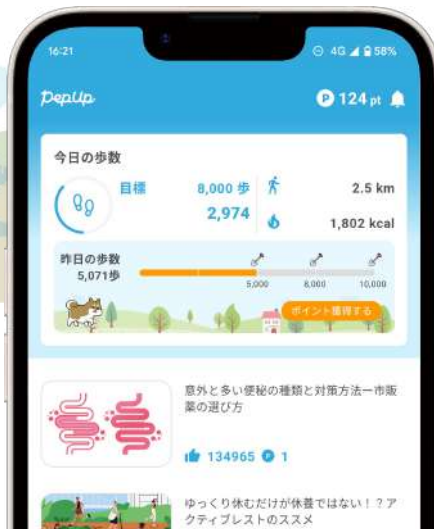 16:21
4G 58%
PepUp
P 124 pt
今日の歩数
目標 8,000 歩
2,974
2.5 km
1,802 kcal
昨日の歩数
5,071歩
5,000 8,000 10,000
ポイント獲得する
意外と多い便秘の種類と対策方法ー市販
薬の選び方
134965 P 1
ゆっくり休むだけが休養ではない！？ア
クティブレストのススメ